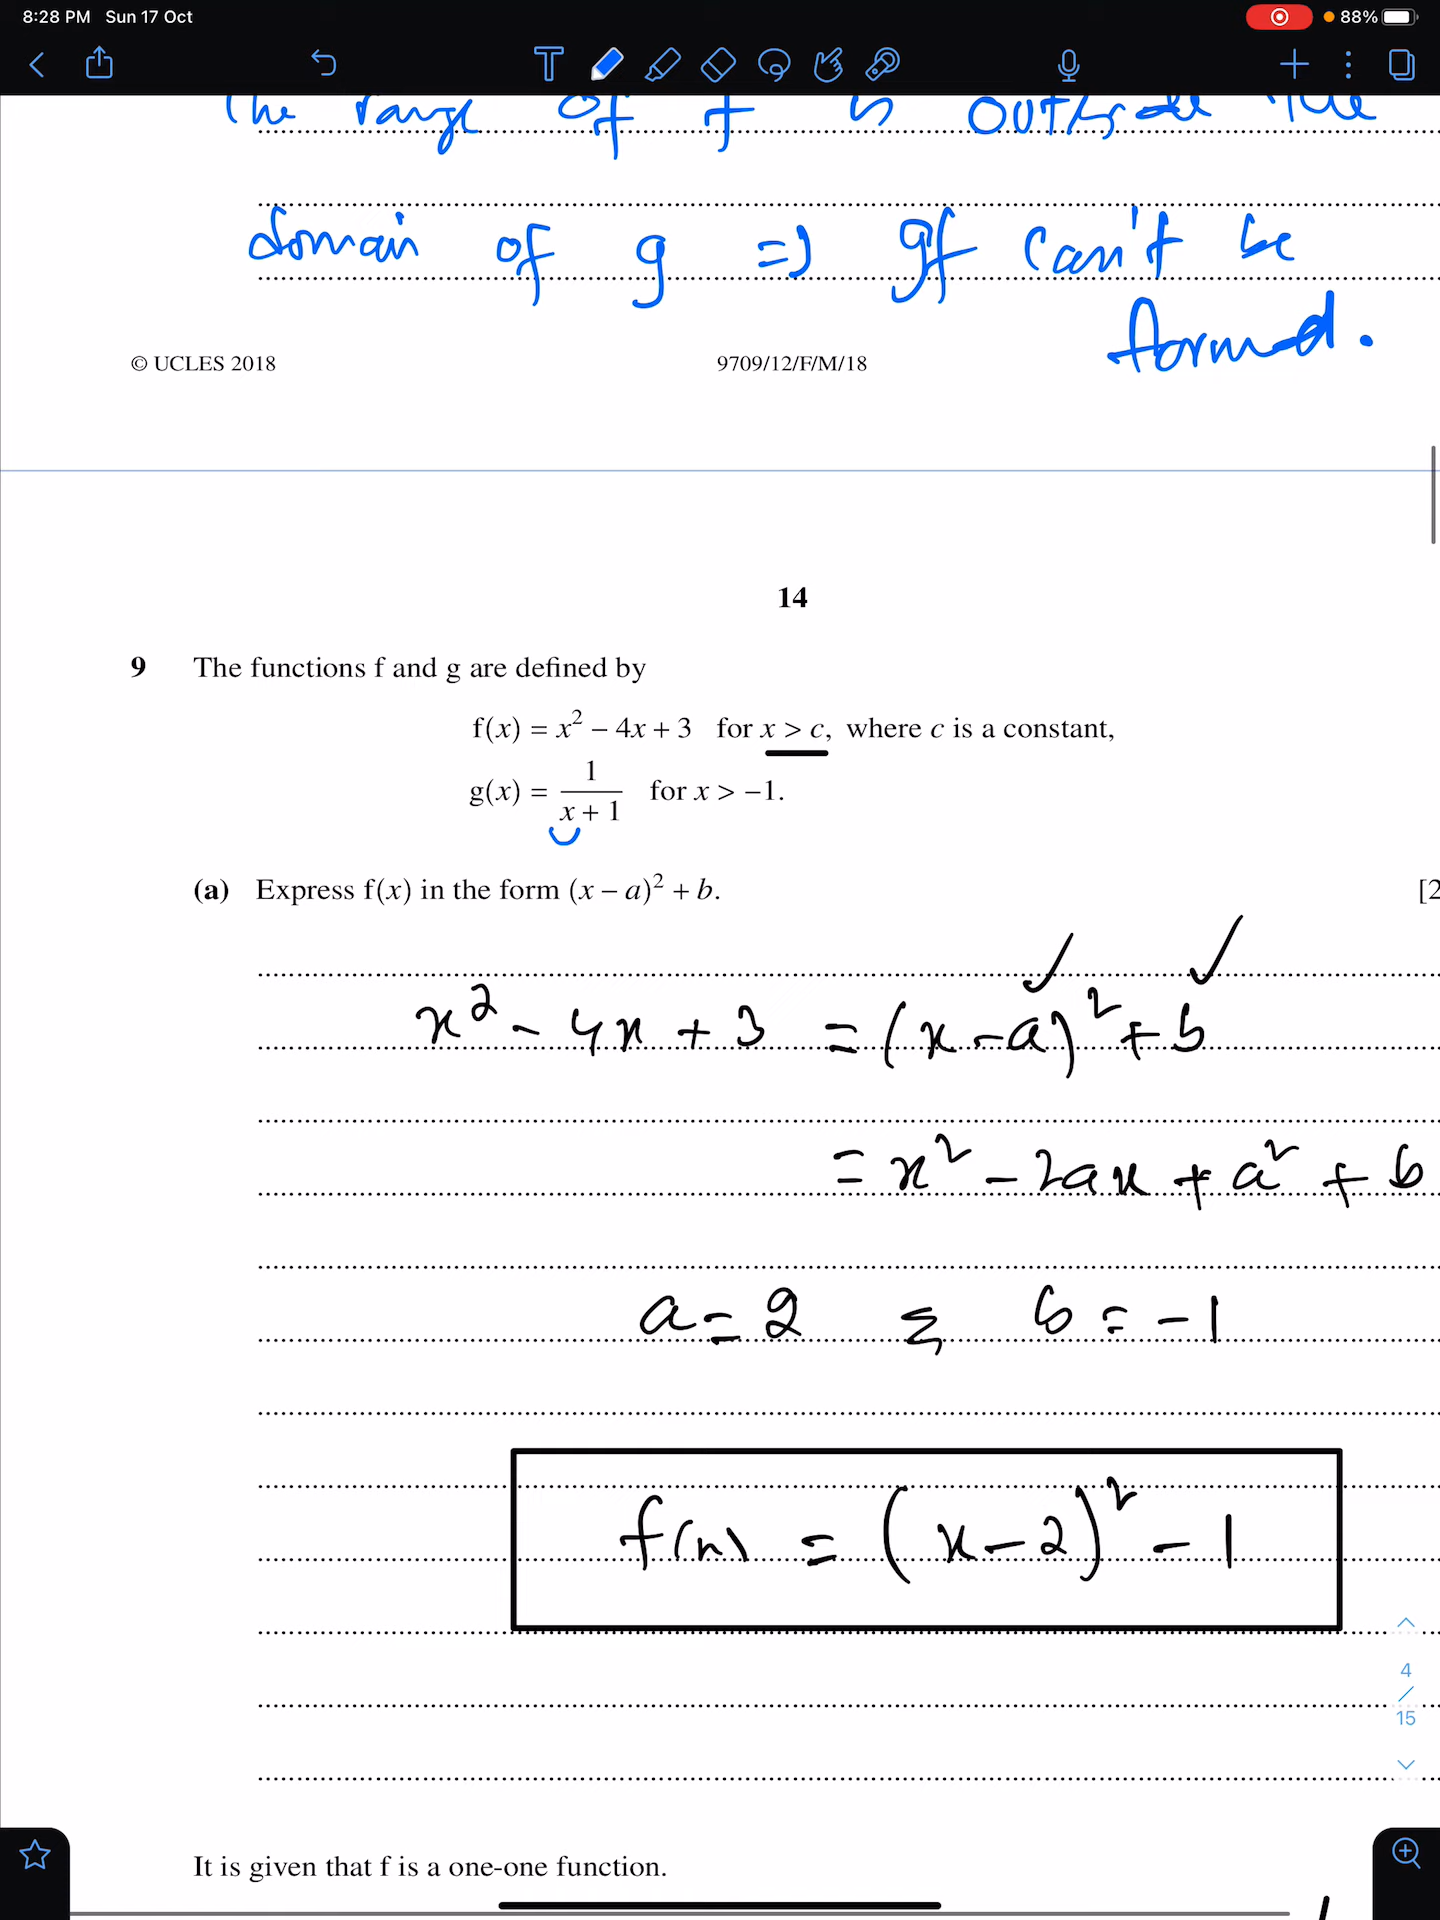 8:28 PM Sun 17 Oct 88%
The range of f is outside the
domain of g => gf can't be
formed.
© UCLES 2018 9709/12/F/M/18
14
9 The functions f and g are defined by
f(x) = x² − 4x + 3 for x > c, where c is a constant,
g(x) = 1/(x + 1) for x > −1.
(a) Express f(x) in the form (x − a)² + b. [2
x² - 4x + 3 = (x - a)² + b
= x² - 2ax + a² + b
a = 2 & b = -1
f(x) = (x - 2)² - 1
4
/
15
It is given that f is a one-one function.